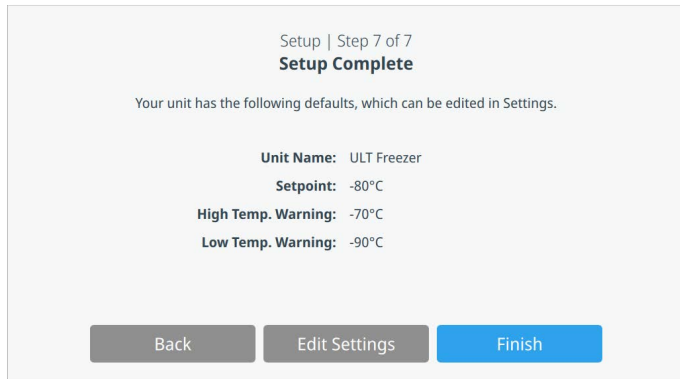 Setup | Step 7 of 7
Setup Complete
Your unit has the following defaults, which can be edited in Settings.
Unit Name: ULT Freezer
Setpoint: -80°C
High Temp. Warning: -70°C
Low Temp. Warning: -90°C
Back Edit Settings Finish